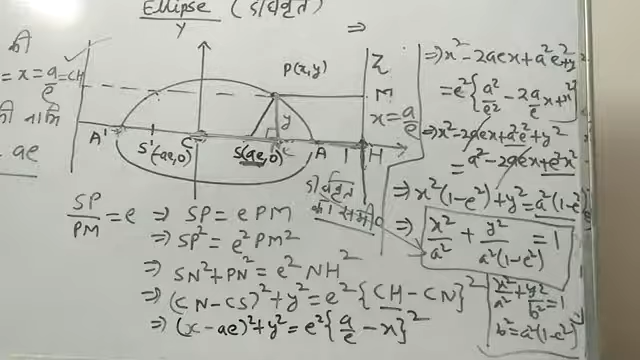 Ellipse (दीर्घवृत्त)
Y
की
= x = a/e = CH
की नाभि
ae
Z
P(x,y)
M
x = a/e
y
A' S'(-ae,0) C S(ae,0) N A H
दीर्घवृत्त
का समी०
SP/PM = e ⇒ SP = e PM
⇒ SP² = e² PM²
⇒ SN² + PN² = e² NH²
⇒ (CN - CS)² + y² = e² {CH - CN}²
⇒ (x - ae)² + y² = e² {a/e - x}²
⇒
⇒ x² - 2aex + a²e² + y²
= e² {a²/e² - 2a/e x + x²}
⇒ x² - 2aex + a²e² + y²
= a² - 2aex + e²x²
⇒ x²(1-e²) + y² = a²(1-e²)
⇒ x²/a² + y²/a²(1-e²) = 1
x²/a² + y²/b² = 1
b² = a²(1-e²)